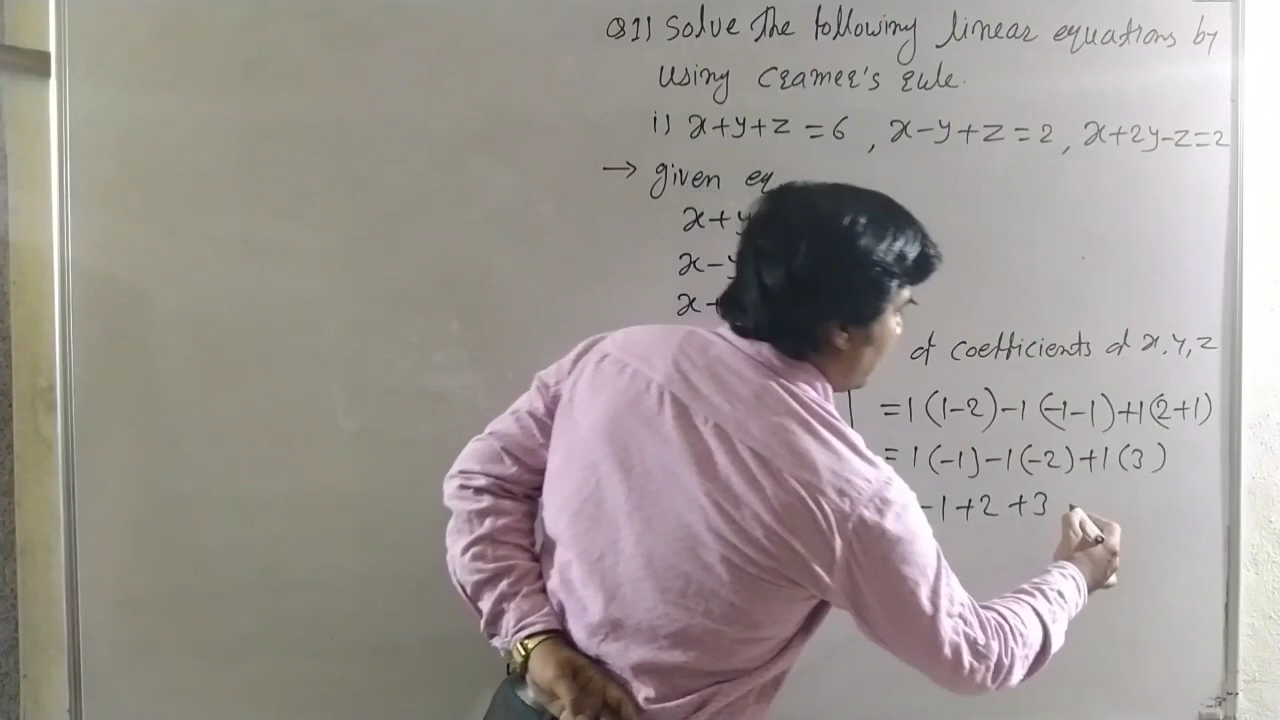 Q1) Solve the following linear equations by
using Cramer's rule.
i) x+y+z=6, x-y+z=2, x+2y-z=2
→ given eq
x+y
x-y
x+
of coefficients of x, y, z
=1(1-2)-1(-1-1)+1(2+1)
=1(-1)-1(-2)+1(3)
-1+2+3